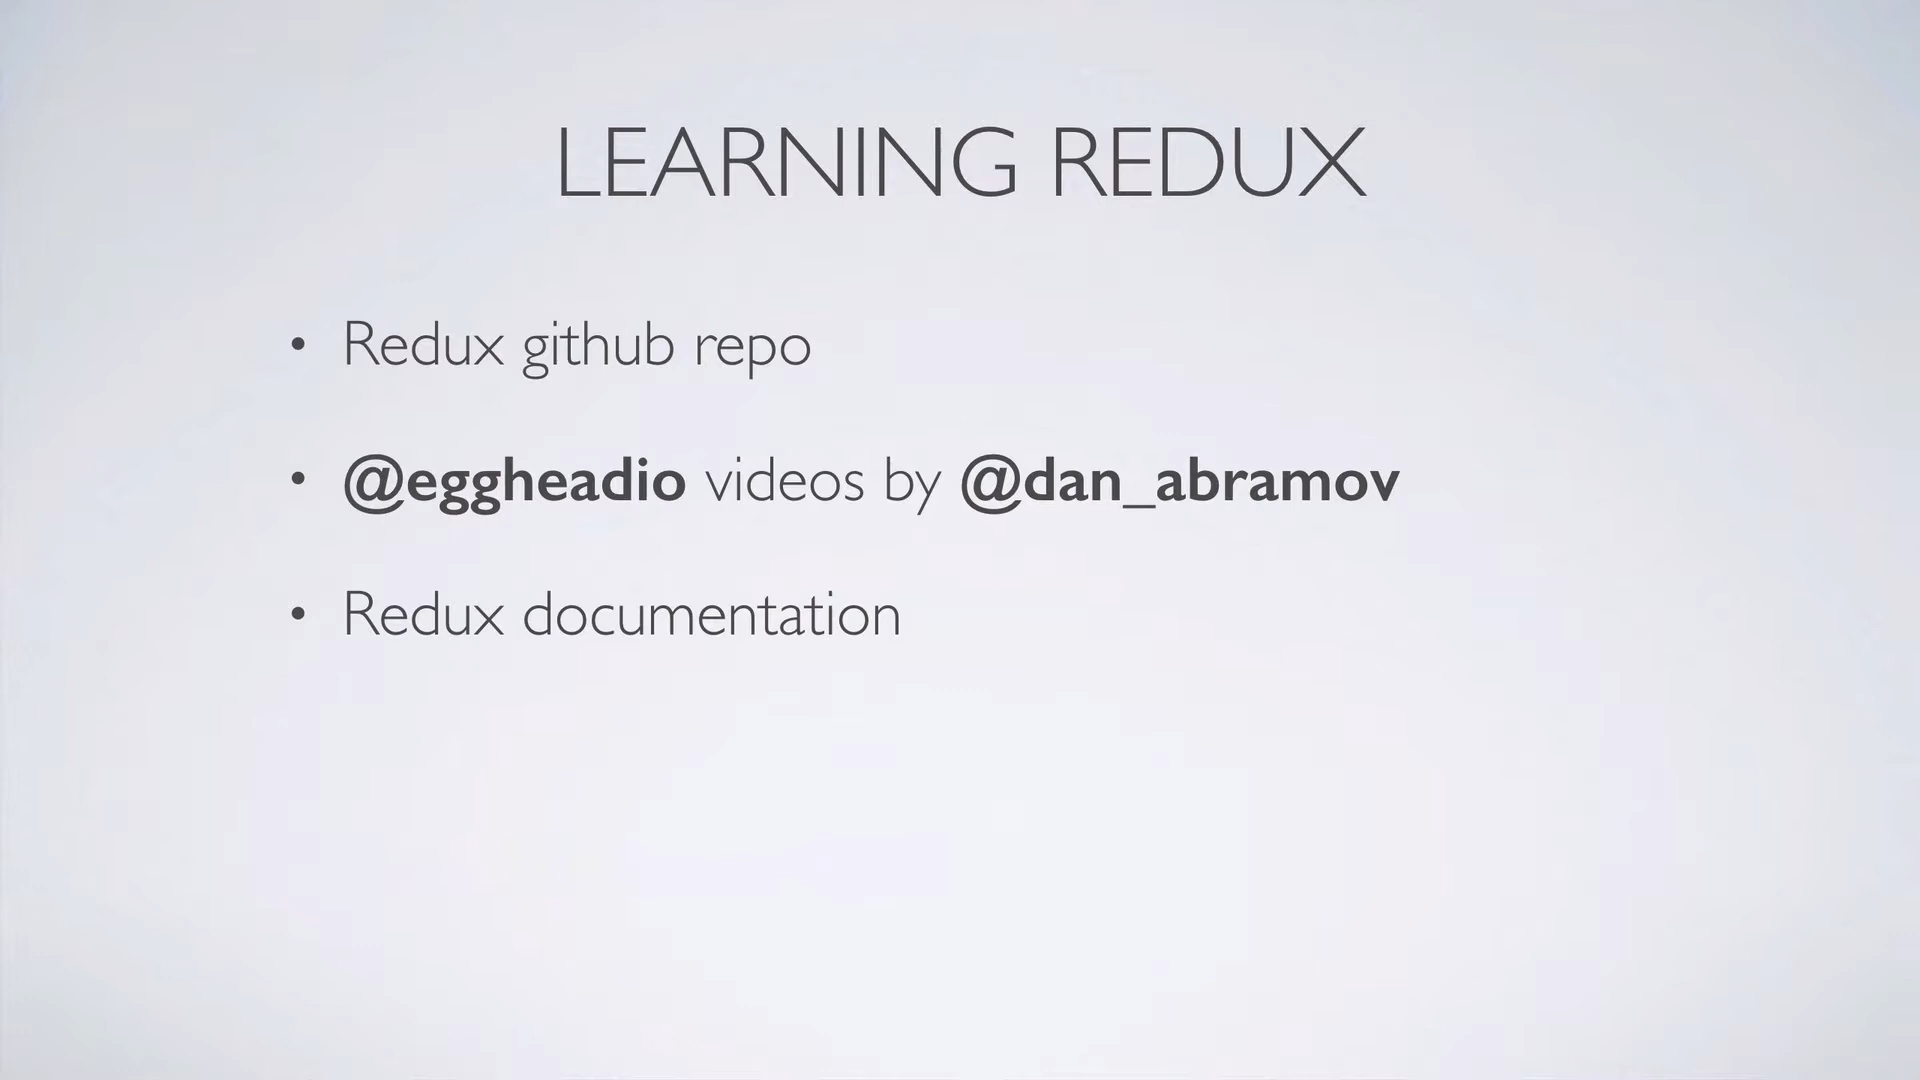 LEARNING REDUX
• Redux github repo
• @eggheadio videos by @dan_abramov
• Redux documentation